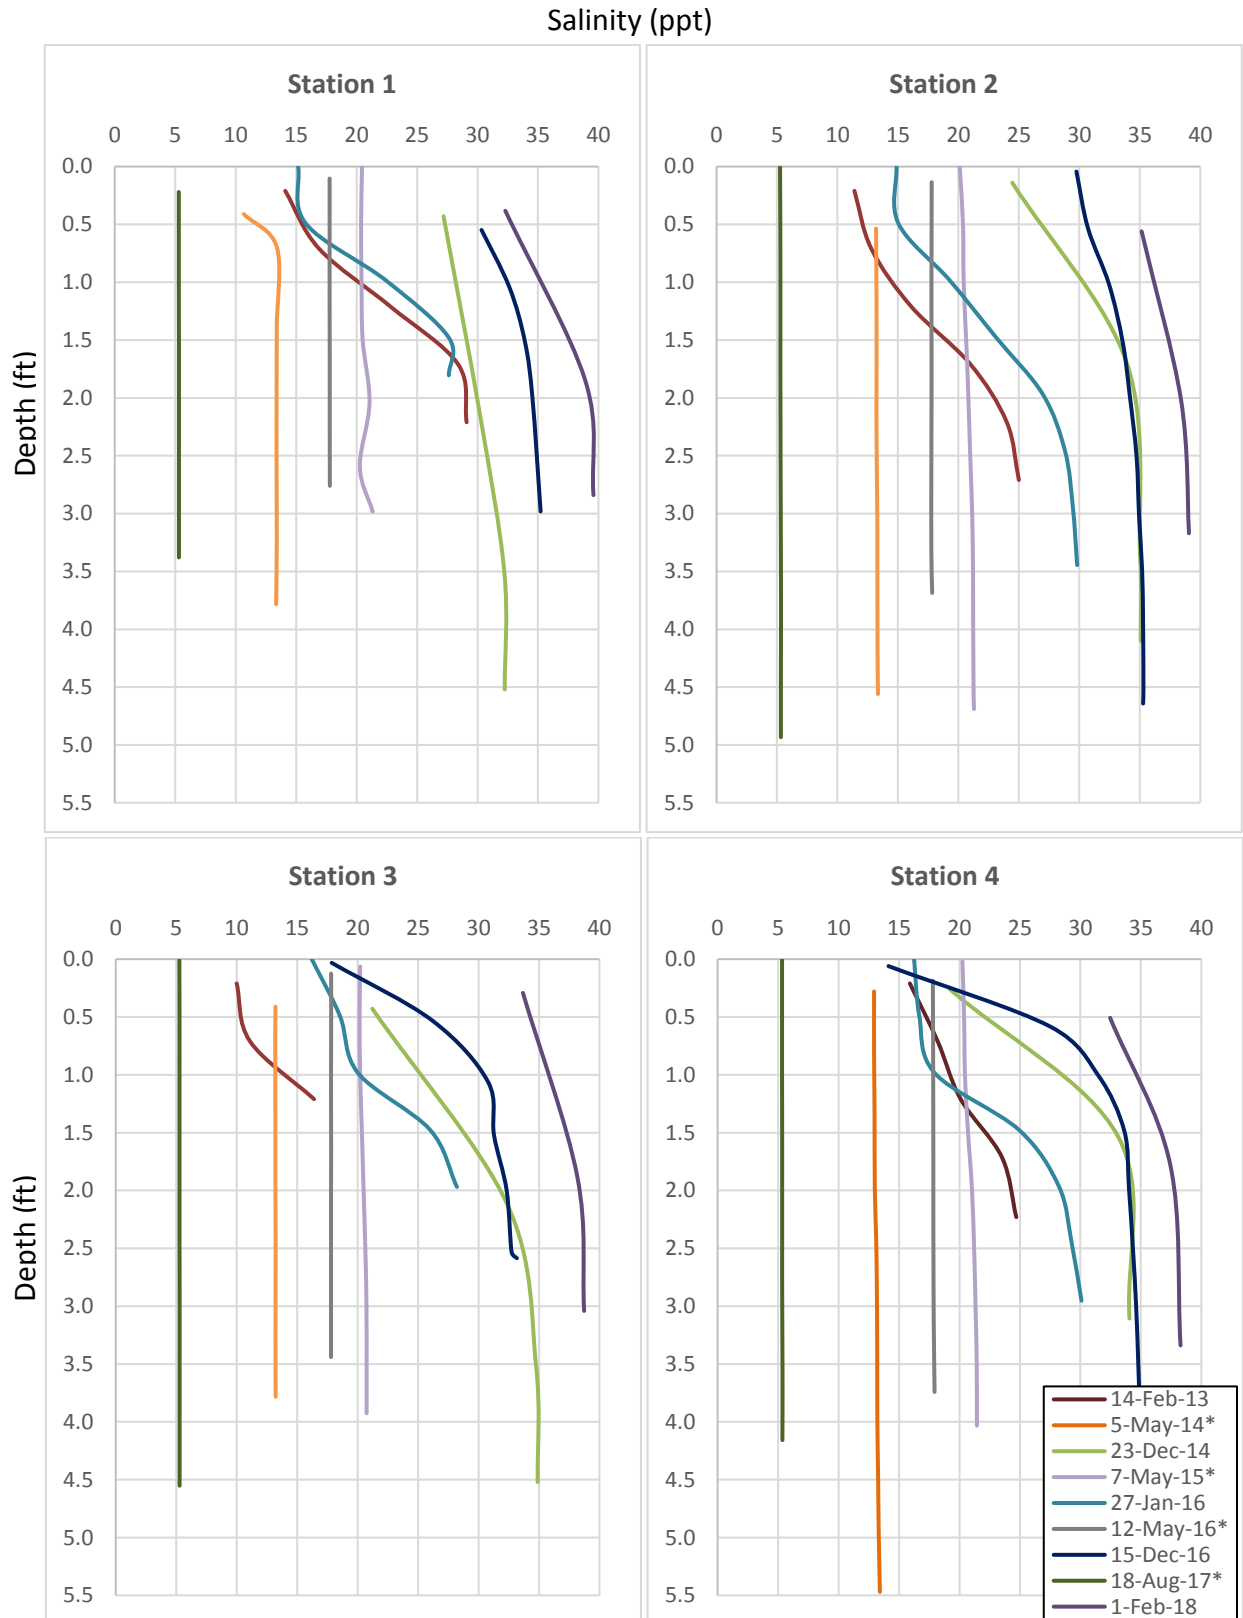 Salinity (ppt)
Station 1
0 5 10 15 20 25 30 35 40
0.0
0.5
1.0
1.5
2.0
2.5
3.0
3.5
4.0
4.5
5.0
5.5
Depth (ft)
Station 2
0 5 10 15 20 25 30 35 40
0.0
0.5
1.0
1.5
2.0
2.5
3.0
3.5
4.0
4.5
5.0
5.5
Station 3
0 5 10 15 20 25 30 35 40
0.0
0.5
1.0
1.5
2.0
2.5
3.0
3.5
4.0
4.5
5.0
5.5
Depth (ft)
Station 4
0 5 10 15 20 25 30 35 40
0.0
0.5
1.0
1.5
2.0
2.5
3.0
3.5
4.0
4.5
5.0
5.5
14-Feb-13
5-May-14*
23-Dec-14
7-May-15*
27-Jan-16
12-May-16*
15-Dec-16
18-Aug-17*
1-Feb-18